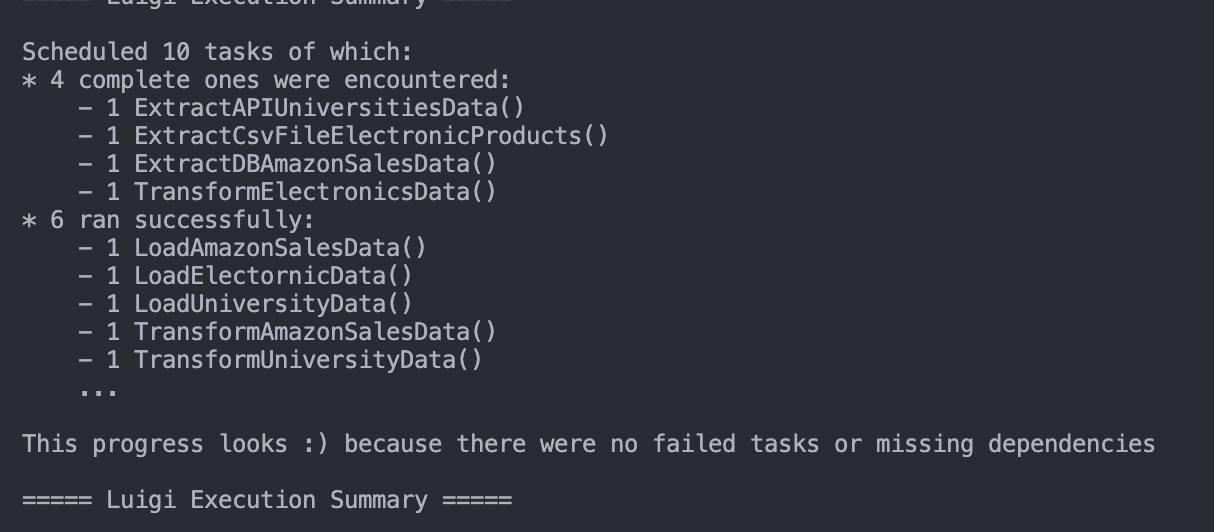 ===== Luigi Execution Summary =====
Scheduled 10 tasks of which:
* 4 complete ones were encountered:
    - 1 ExtractAPIUniversitiesData()
    - 1 ExtractCsvFileElectronicProducts()
    - 1 ExtractDBAmazonSalesData()
    - 1 TransformElectronicsData()
* 6 ran successfully:
    - 1 LoadAmazonSalesData()
    - 1 LoadElectornicData()
    - 1 LoadUniversityData()
    - 1 TransformAmazonSalesData()
    - 1 TransformUniversityData()
    ...
This progress looks :) because there were no failed tasks or missing dependencies
===== Luigi Execution Summary =====